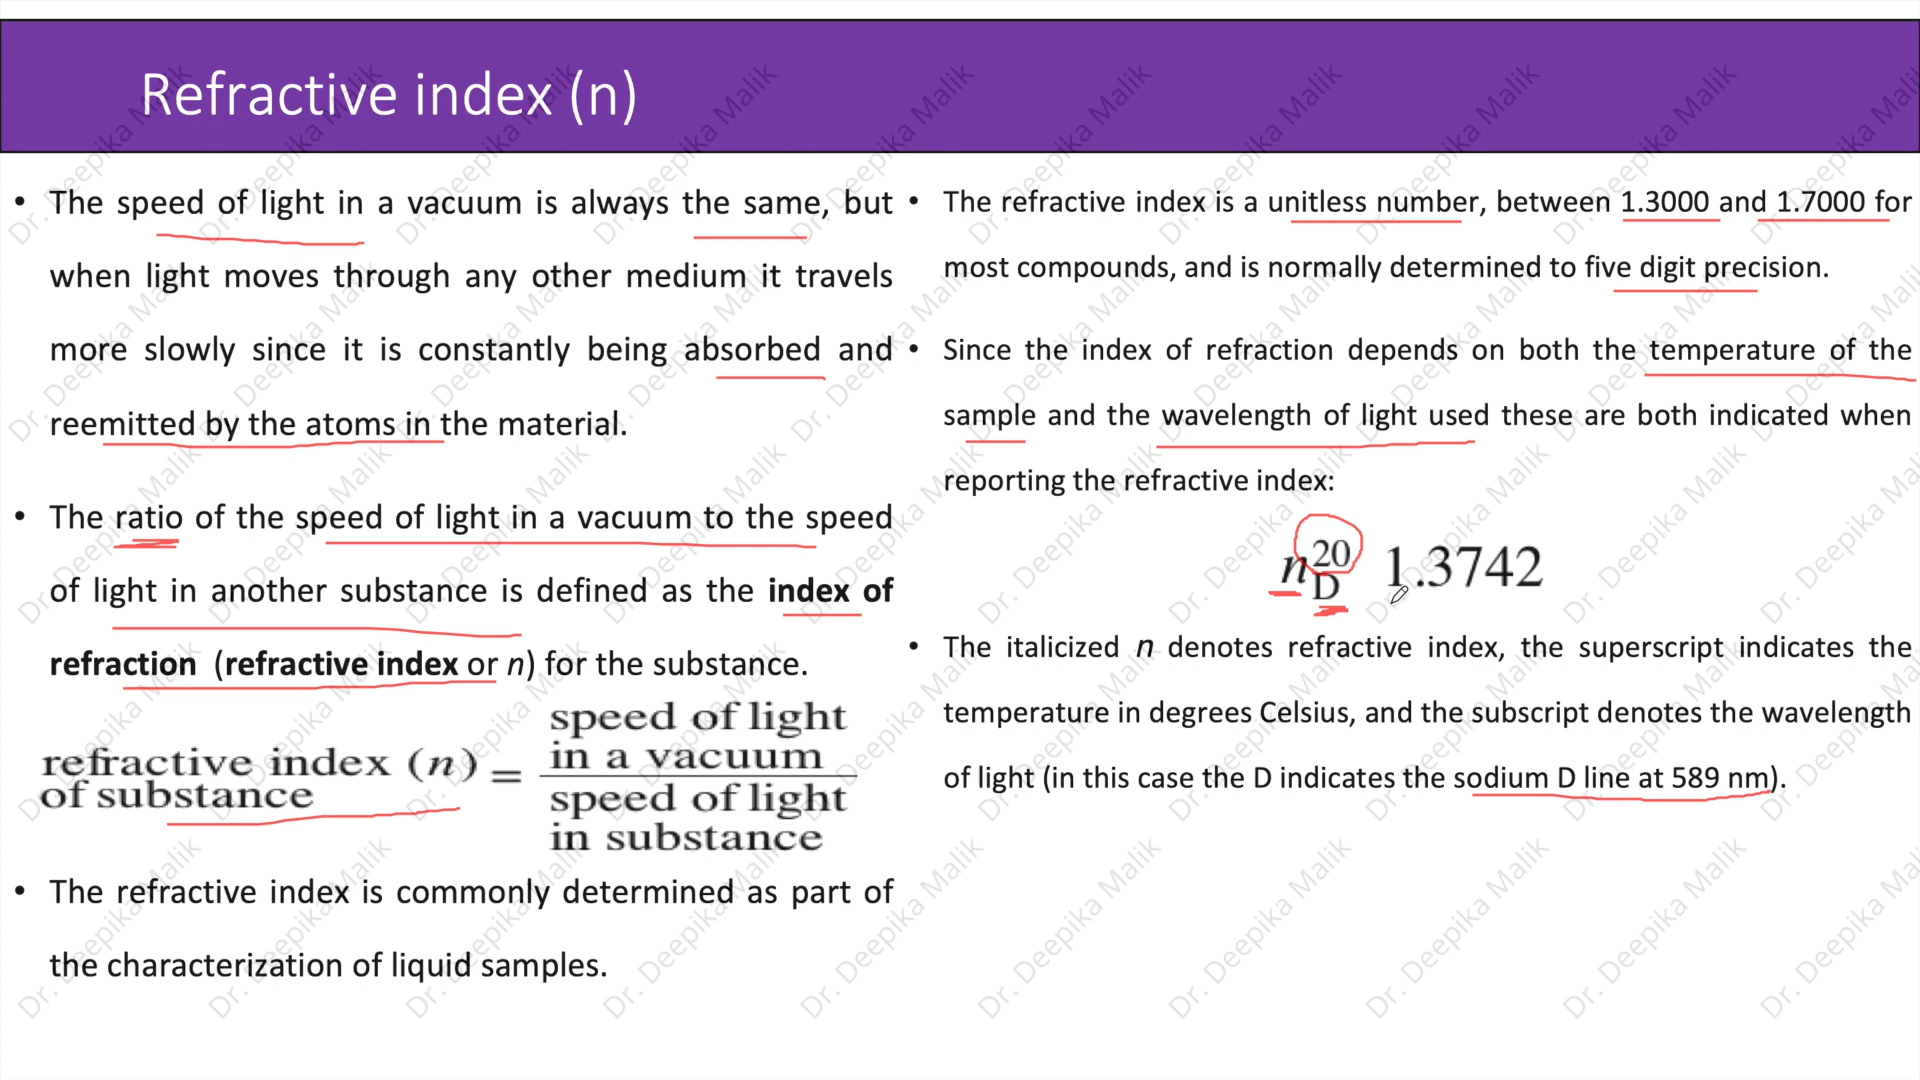 Refractive index (n)
• The speed of light in a vacuum is always the same, but
when light moves through any other medium it travels
more slowly since it is constantly being absorbed and
reemitted by the atoms in the material.
• The ratio of the speed of light in a vacuum to the speed
of light in another substance is defined as the index of
refraction (refractive index or n) for the substance.
refractive index (n) of substance = speed of light in a vacuum / speed of light in substance
• The refractive index is commonly determined as part of
the characterization of liquid samples.
• The refractive index is a unitless number, between 1.3000 and 1.7000 for
most compounds, and is normally determined to five digit precision.
• Since the index of refraction depends on both the temperature of the
sample and the wavelength of light used these are both indicated when
reporting the refractive index:
n 20 D 1.3742
• The italicized n denotes refractive index, the superscript indicates the
temperature in degrees Celsius, and the subscript denotes the wavelength
of light (in this case the D indicates the sodium D line at 589 nm).
Dr. Deepika Malik